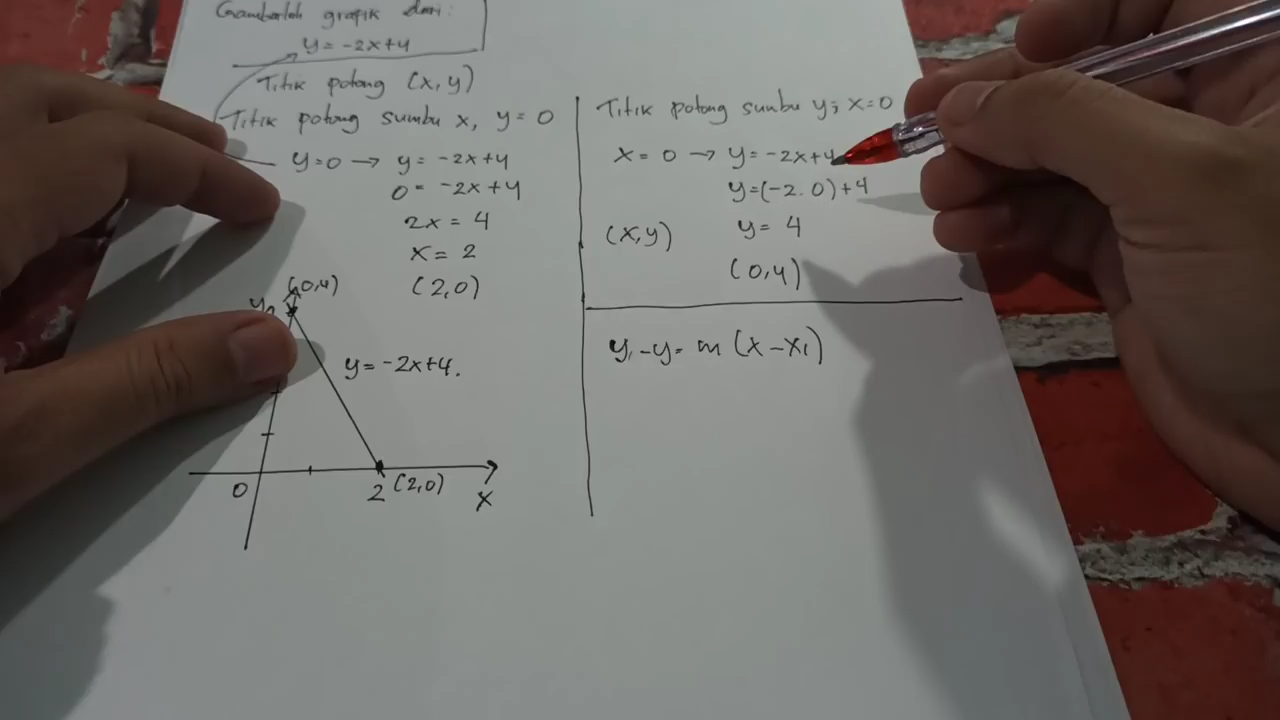 Gambarlah grafik dari:
y = -2x+4
Titik potong (x, y)
Titik potong sumbu x, y = 0
y=0 → y = -2x+4
0 = -2x+4
2x = 4
x = 2
(2,0)
Titik potong sumbu y; x=0
x = 0 → y = -2x+4
y=(-2. 0)+4
(x,y) y= 4
(0,4)
y₁ -y= m (x-x₁)
(0,4)
y
y= -2x+4.
0
2 (2,0)
x